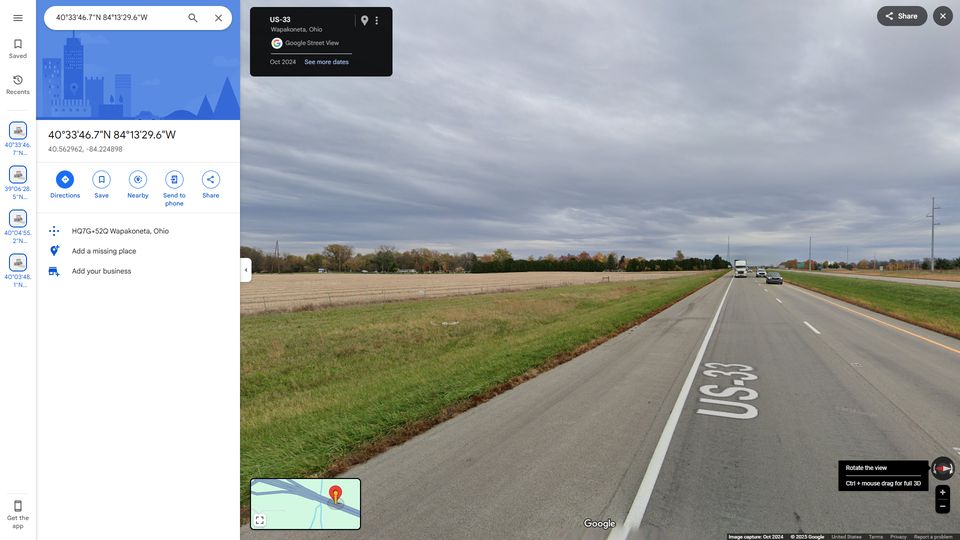 40°33'46.7"N 84°13'29.6"W
Saved
Recents
40°33'46.
7"N...
39°06'28.
5"N...
40°04'55.
2"N...
40°03'48.
1"N...
Get the
app
40°33'46.7"N 84°13'29.6"W
40.562962, -84.224898
Directions
Save
Nearby
Send to
phone
Share
HQ7G+52Q Wapakoneta, Ohio
Add a missing place
Add your business
US-33
Wapakoneta, Ohio
Google Street View
Oct 2024 See more dates
Share
US-33
Rotate the view
Ctrl + mouse drag for full 3D
Google
Image capture: Oct 2024 © 2025 Google United States Terms Privacy Report a problem